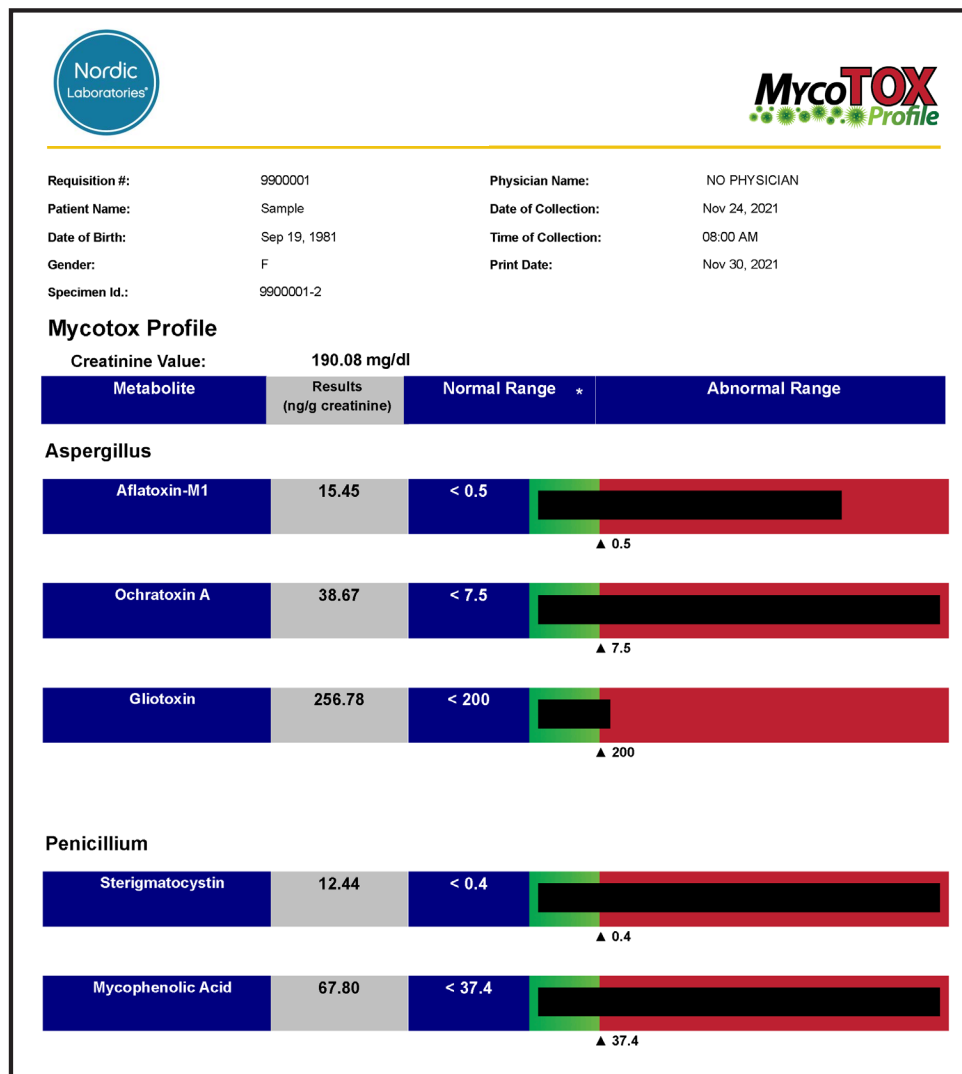 Nordic
Laboratories®
MycoTOX
Profile
Requisition #: 9900001 Physician Name: NO PHYSICIAN
Patient Name: Sample Date of Collection: Nov 24, 2021
Date of Birth: Sep 19, 1981 Time of Collection: 08:00 AM
Gender: F Print Date: Nov 30, 2021
Specimen Id.: 9900001-2
Mycotox Profile
Creatinine Value: 190.08 mg/dl
Metabolite Results Normal Range * Abnormal Range
(ng/g creatinine)
Aspergillus
Aflatoxin-M1 15.45 < 0.5
▲ 0.5
Ochratoxin A 38.67 < 7.5
▲ 7.5
Gliotoxin 256.78 < 200
▲ 200
Penicillium
Sterigmatocystin 12.44 < 0.4
▲ 0.4
Mycophenolic Acid 67.80 < 37.4
▲ 37.4